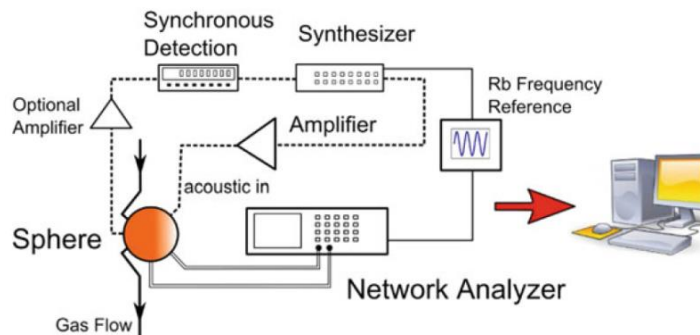 Synchronous
Detection
Synthesizer
Rb Frequency
Reference
Optional
Amplifier
Amplifier
acoustic in
Sphere
Network Analyzer
Gas Flow